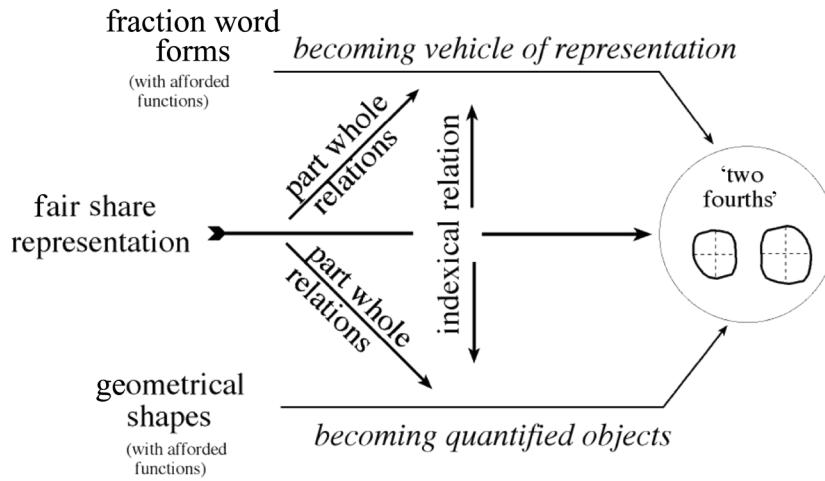 fraction word
forms
(with afforded
functions)
becoming vehicle of representation
part whole
relations
indexical relation
'two
fourths'
fair share
representation
part whole
relations
geometrical
shapes
(with afforded
functions)
becoming quantified objects